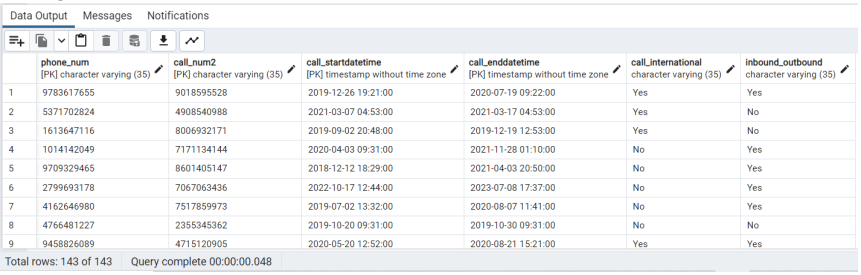 Data Output Messages Notifications
phone_num call_num2 call_startdatetime call_enddatetime call_international inbound_outbound
[PK] character varying (35) [PK] character varying (35) [PK] timestamp without time zone [PK] timestamp without time zone character varying (35) character varying (35)
1 9783617655 9018595528 2019-12-26 19:21:00 2020-07-19 09:22:00 Yes Yes
2 5371702824 4908540988 2021-03-07 04:53:00 2021-03-17 04:53:00 Yes No
3 1613647116 8006932171 2019-09-02 20:48:00 2019-12-19 12:53:00 Yes No
4 1014142049 7171134144 2020-04-03 09:31:00 2021-11-28 01:10:00 No Yes
5 9709329465 8601405147 2018-12-12 18:29:00 2021-04-03 20:50:00 No Yes
6 2799693178 7067063436 2022-10-17 12:44:00 2023-07-08 17:37:00 No Yes
7 4162646980 7517859973 2019-07-02 13:32:00 2020-08-07 11:41:00 No Yes
8 4766481227 2355345362 2019-10-20 09:31:00 2019-10-30 09:31:00 No No
9 9458826089 4715120905 2020-05-20 12:52:00 2020-08-21 15:21:00 Yes Yes
Total rows: 143 of 143 Query complete 00:00:00.048